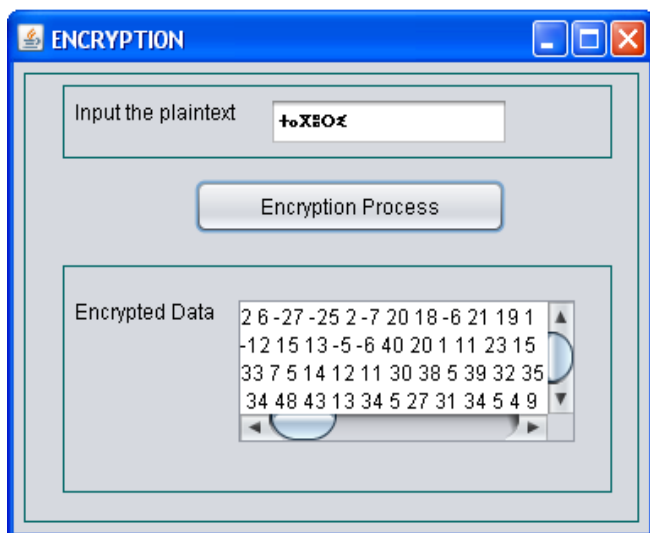 ENCRYPTION
Input the plaintext
ⵜⴰⴳⵓⵔⵉ
Encryption Process
Encrypted Data
2 6 -27 -25 2 -7 20 18 -6 21 19 1
-12 15 13 -5 -6 40 20 1 11 23 15
33 7 5 14 12 11 30 38 5 39 32 35
34 48 43 13 34 5 27 31 34 5 4 9